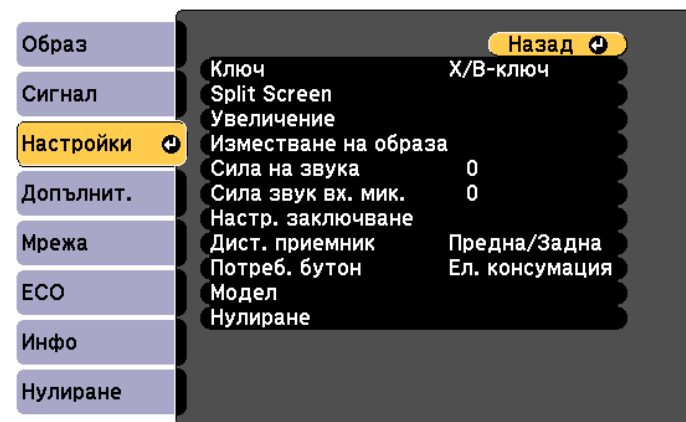 Образ
Сигнал
Настройки
Допълнит.
Мрежа
ECO
Инфо
Нулиране
Назад
Ключ Х/В-ключ
Split Screen
Увеличение
Изместване на образа
Сила на звука 0
Сила звук вх. мик. 0
Настр. заключване
Дист. приемник Предна/Задна
Потреб. бутон Ел. консумация
Модел
Нулиране